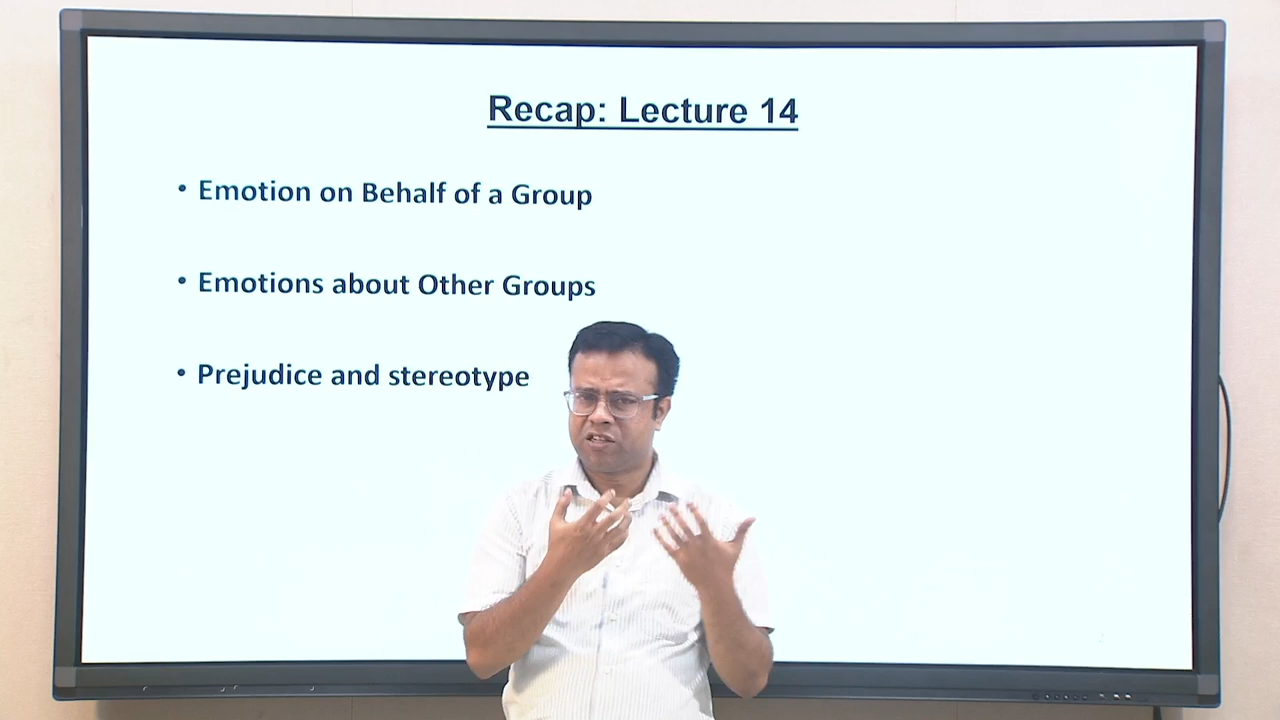 Recap: Lecture 14
• Emotion on Behalf of a Group
• Emotions about Other Groups
• Prejudice and stereotype